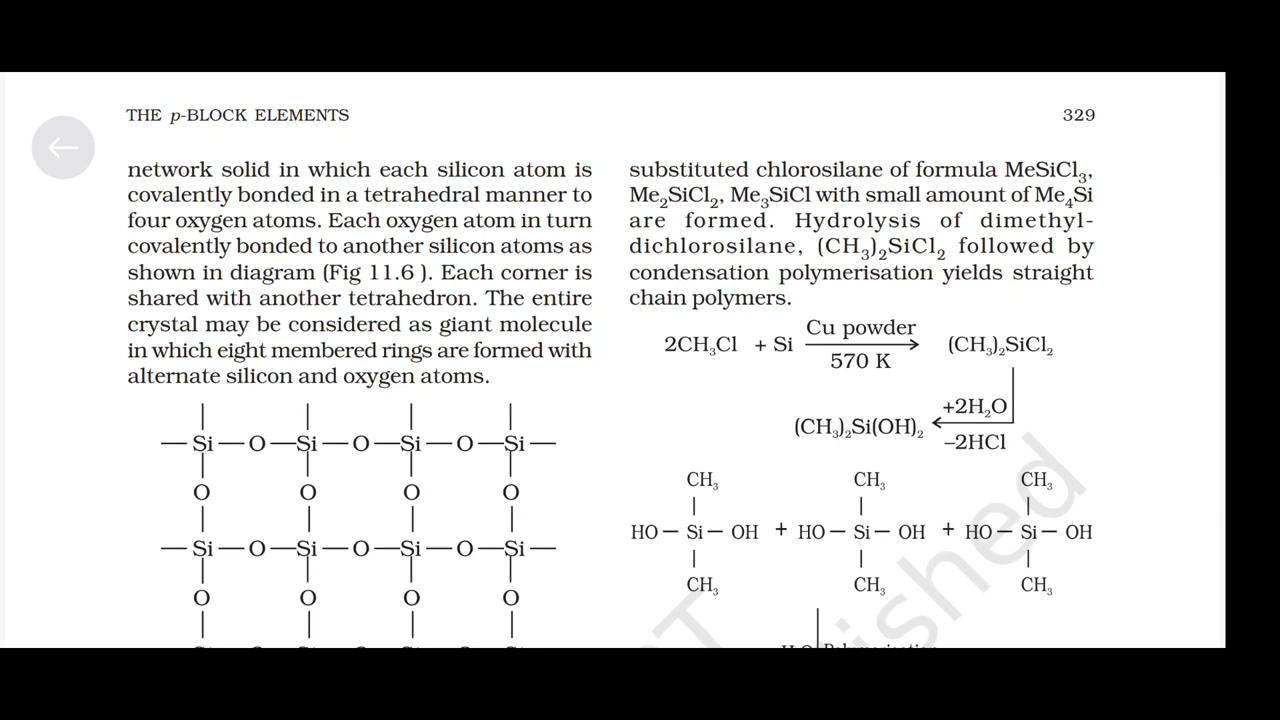 THE p-BLOCK ELEMENTS 329
network solid in which each silicon atom is
covalently bonded in a tetrahedral manner to
four oxygen atoms. Each oxygen atom in turn
covalently bonded to another silicon atoms as
shown in diagram (Fig 11.6 ). Each corner is
shared with another tetrahedron. The entire
crystal may be considered as giant molecule
in which eight membered rings are formed with
alternate silicon and oxygen atoms.
— Si — O — Si — O — Si — O — Si —
O O O O
— Si — O — Si — O — Si — O — Si —
O O O O
substituted chlorosilane of formula MeSiCl₃,
Me₂SiCl₂, Me₃SiCl with small amount of Me₄Si
are formed. Hydrolysis of dimethyl-
dichlorosilane, (CH₃)₂SiCl₂ followed by
condensation polymerisation yields straight
chain polymers.
Cu powder
2CH₃Cl + Si ⟶ (CH₃)₂SiCl₂
570 K
+2H₂O
(CH₃)₂Si(OH)₂ ⟵
–2HCl
CH₃ CH₃ CH₃
HO — Si — OH + HO — Si — OH + HO — Si — OH
CH₃ CH₃ CH₃